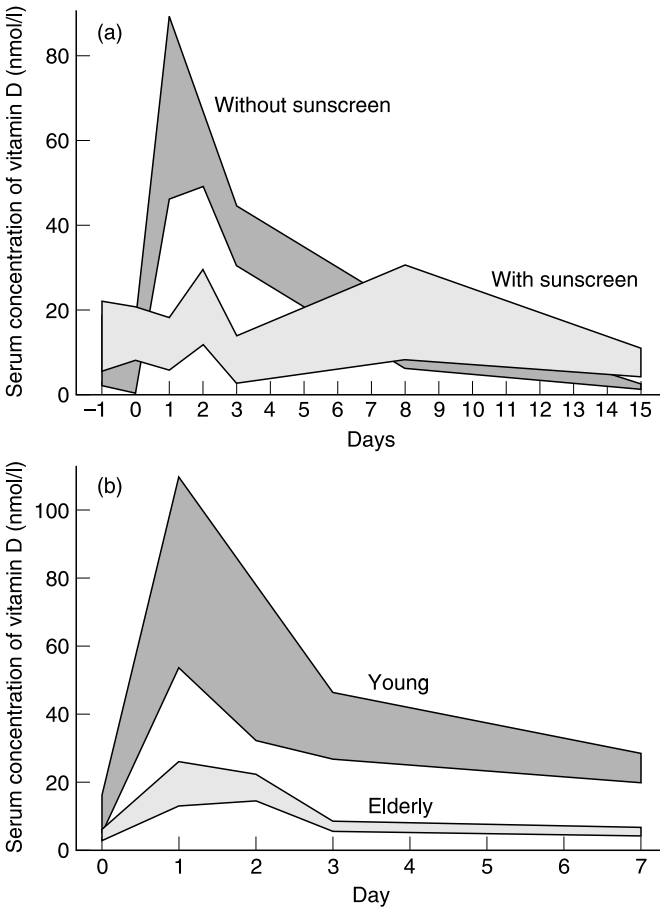 (a)
Serum concentration of vitamin D (nmol/l)
80
60
40
20
0
Without sunscreen
With sunscreen
–1 0 1 2 3 4 5 6 7 8 9 10 11 12 13 14 15
Days
(b)
Serum concentration of vitamin D (nmol/l)
100
80
60
40
20
0
Young
Elderly
0 1 2 3 4 5 6 7
Day